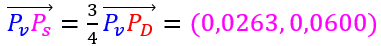 $\overrightarrow{P_vP_s} = \frac{3}{4}\overrightarrow{P_vP_D} = (0,0263, 0,0600)$